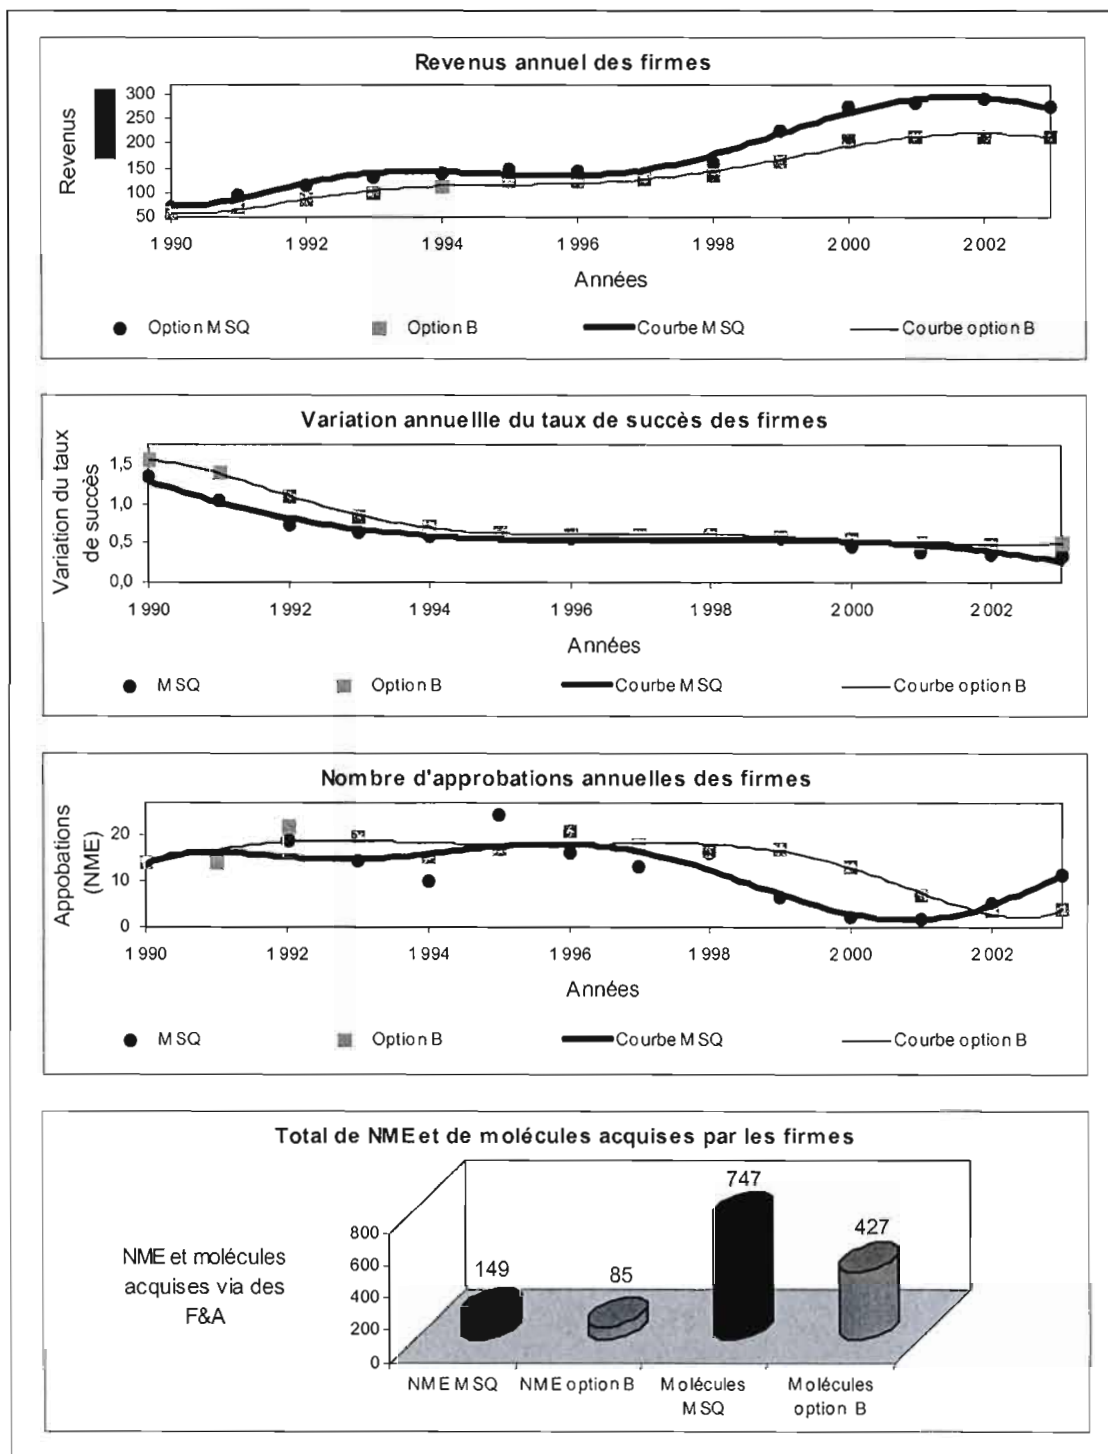 Revenus annuel des firmes
Revenus
300
250
200
150
100
50
1990 1992 1994 1996 1998 2000 2002
Années
Option MSQ Option B Courbe MSQ Courbe option B
Variation annuellle du taux de succès des firmes
Variation du taux
de succès
1,5
1,0
0,5
0,0
1990 1992 1994 1996 1998 2000 2002
Années
MSQ Option B Courbe MSQ Courbe option B
Nombre d'approbations annuelles des firmes
Appobations
(NME)
20
10
0
1990 1992 1994 1996 1998 2000 2002
Années
MSQ Option B Courbe MSQ Courbe option B
Total de NME et de molécules acquises par les firmes
NME et molécules
acquises via des
F&A
800
600
400
200
0
149 85 747 427
NME MSQ NME option B Molécules MSQ Molécules option B